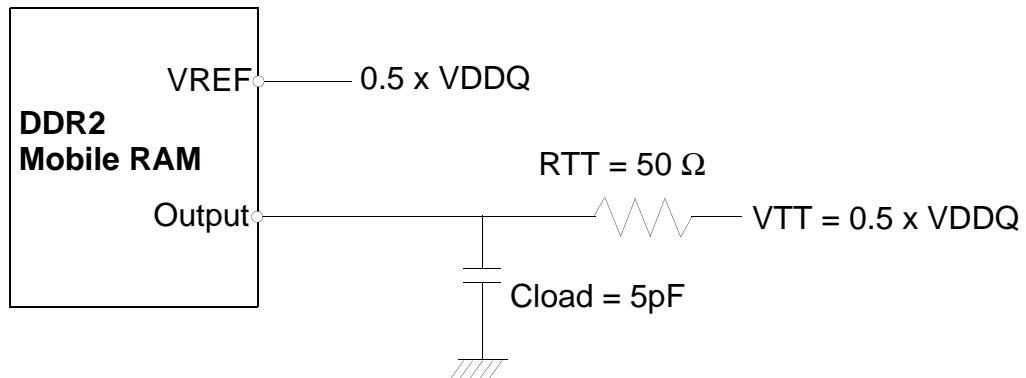 VREF
0.5 x VDDQ
DDR2
Mobile RAM
RTT = 50 Ω
Output
VTT = 0.5 x VDDQ
Cload = 5pF